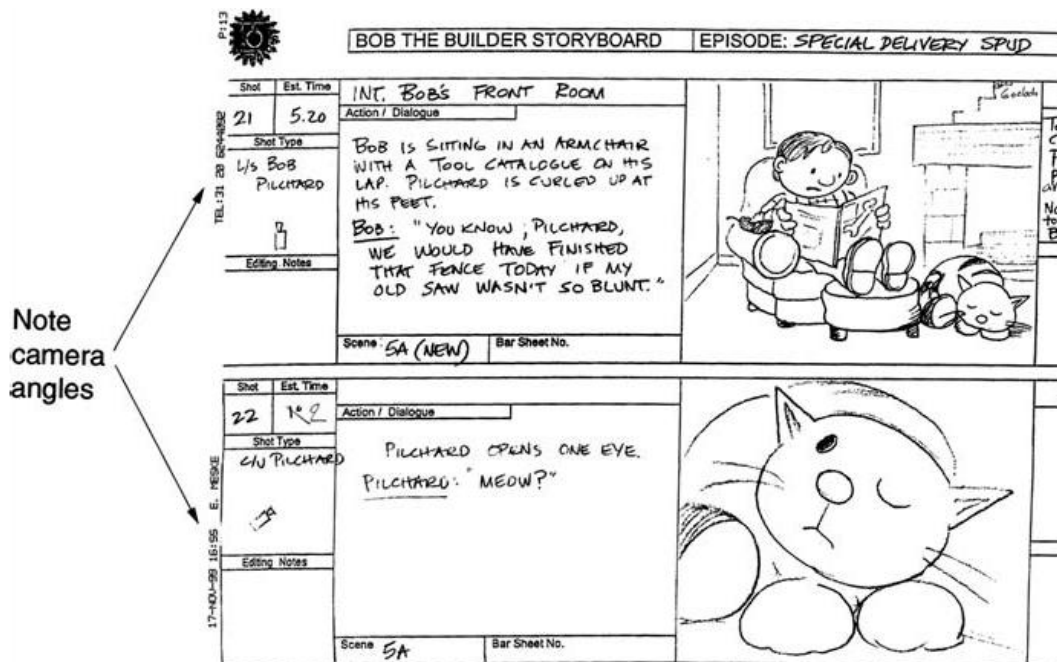 P:13
BOB THE BUILDER STORYBOARD
EPISODE: SPECIAL DELIVERY SPUD
Shot
Est. Time
21
5.20
Shot Type
L/S BOB
PILCHARD
Editing Notes
INT. BOB'S FRONT ROOM
Action / Dialogue
BOB IS SITTING IN AN ARMCHAIR
WITH A TOOL CATALOGUE ON HIS
LAP. PILCHARD IS CURLED UP AT
HIS FEET.
BOB: "YOU KNOW, PILCHARD,
WE WOULD HAVE FINISHED
THAT FENCE TODAY IF MY
OLD SAW WASN'T SO BLUNT."
Scene: 5A (NEW)
Bar Sheet No.
TEL:31 20 6244092
Note
camera
angles
Shot
Est. Time
22
Shot Type
C/U PILCHARD
Editing Notes
Action / Dialogue
PILCHARD OPENS ONE EYE.
PILCHARD: "MEOW?"
Scene 5A
Bar Sheet No.
17-NOV-99 16:55 E. MESKE